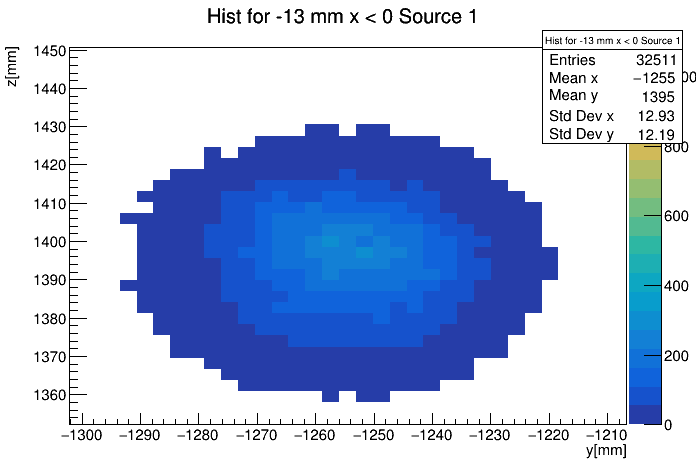 Hist for -13 mm x < 0 Source 1
Hist for -13 mm x < 0 Source 1
Entries 32511
Mean x −1255
Mean y 1395
Std Dev x 12.93
Std Dev y 12.19
z[mm]
1450
1440
1430
1420
1410
1400
1390
1380
1370
1360
00
800
600
400
200
0
−1300 −1290 −1280 −1270 −1260 −1250 −1240 −1230 −1220 −1210
y[mm]